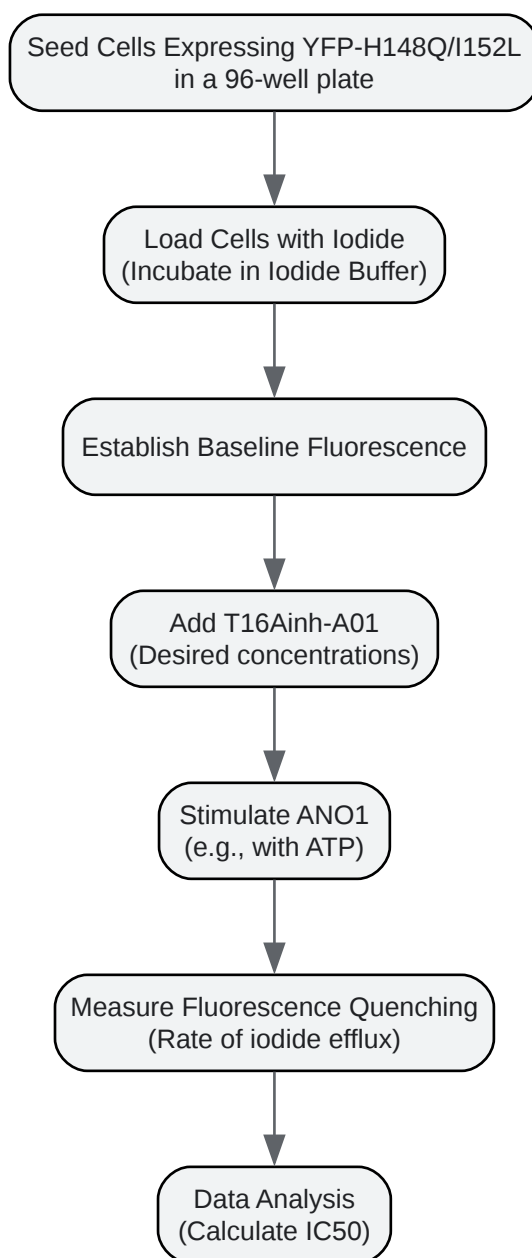 Seed Cells Expressing YFP-H148Q/I152L
in a 96-well plate
Load Cells with Iodide
(Incubate in Iodide Buffer)
Establish Baseline Fluorescence
Add T16Ainh-A01
(Desired concentrations)
Stimulate ANO1
(e.g., with ATP)
Measure Fluorescence Quenching
(Rate of iodide efflux)
Data Analysis
(Calculate IC50)